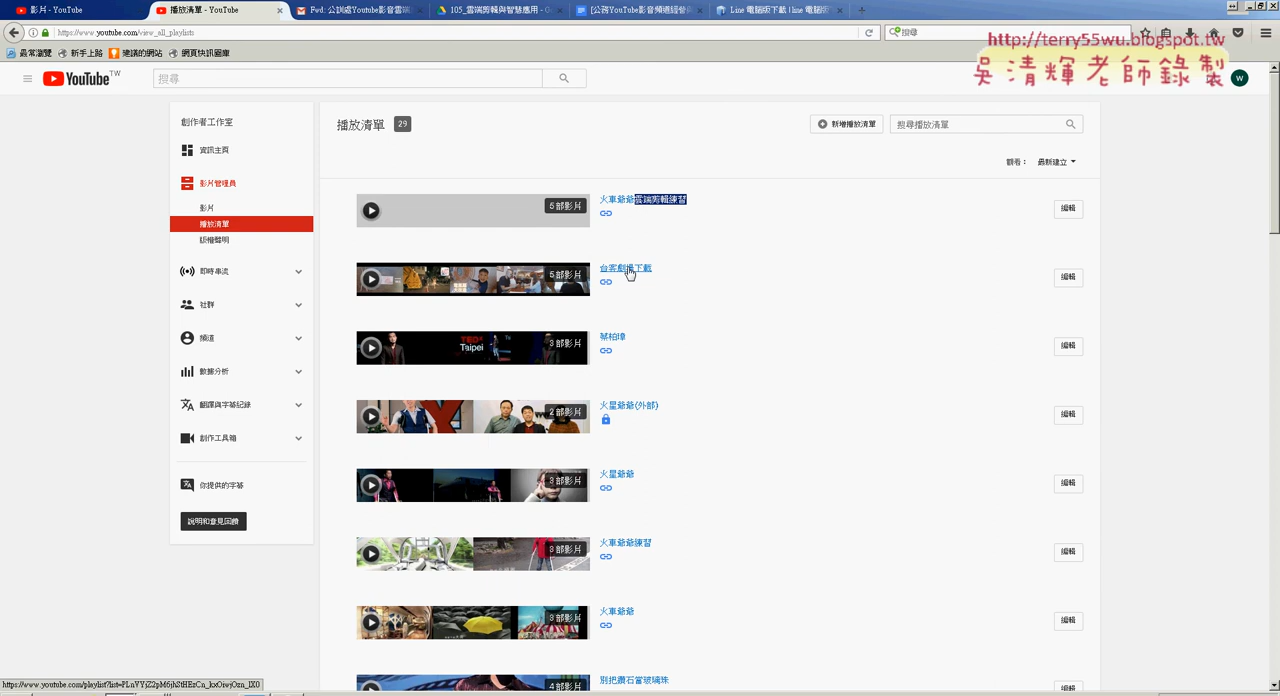 影片 - YouTube
播放清單 - YouTube
Fwd: 公訓處Youtube影音雲端
105_雲端剪輯與智慧應用 - G
[公務YouTube影音頻道經營
Line 電腦版下載 | line電腦版
https://www.youtube.com/view_all_playlists
搜尋
最常瀏覽
新手上路
建議的網站
網頁快訊圖庫
http://terry55wu.blogspot.tw
吳清輝老師錄製
YouTube TW
搜尋
W
創作者工作室
資訊主頁
影片管理員
影片
播放清單
版權聲明
即時串流
社群
頻道
數據分析
翻譯與字幕記錄
創作工具箱
你提供的字幕
說明和意見回饋
播放清單 29
新增播放清單
搜尋播放清單
觀看：
最新建立
5 部影片
火車爺爺雲端剪輯練習
編輯
5 部影片
台客劇場下載
編輯
TEDx
Taipei
3 部影片
蔡柏璋
編輯
2 部影片
火星爺爺(外部)
編輯
3 部影片
火星爺爺
編輯
3 部影片
火車爺爺練習
編輯
3 部影片
火車爺爺
編輯
4 部影片
別把鑽石當玻璃珠
編輯